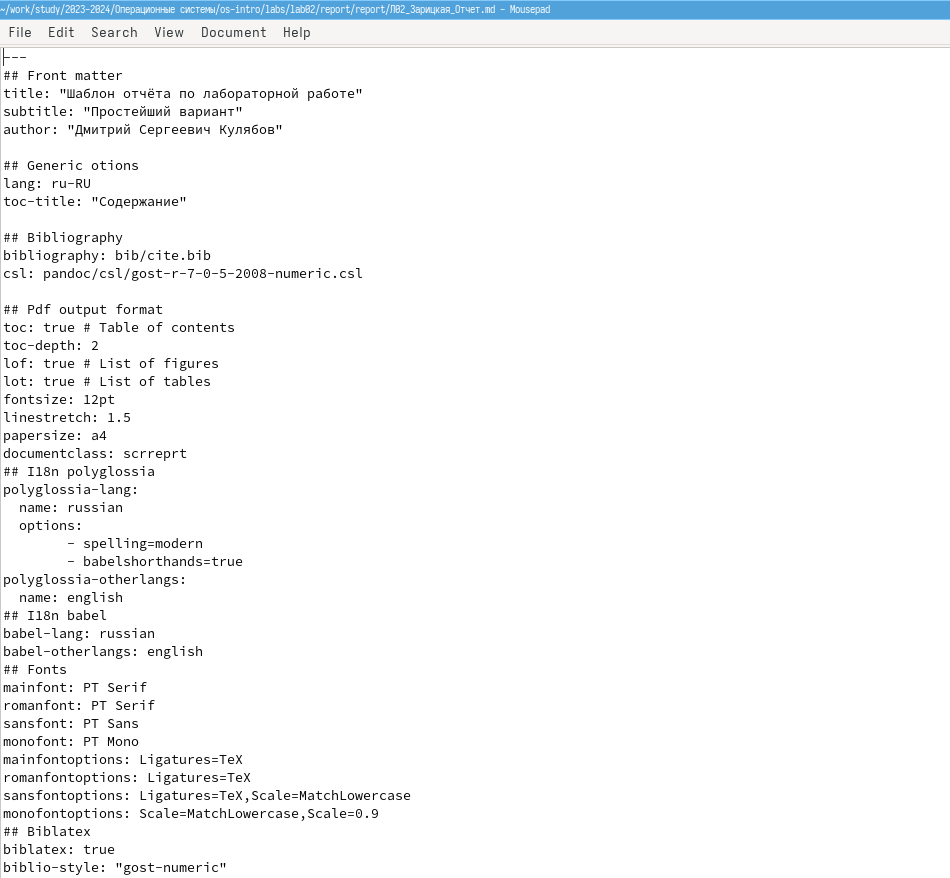 ~/work/study/2023-2024/Операционные системы/os-intro/labs/lab02/report/report/Л02_Зарицкая_Отчет.md - Mousepad
File Edit Search View Document Help
---
## Front matter
title: "Шаблон отчёта по лабораторной работе"
subtitle: "Простейший вариант"
author: "Дмитрий Сергеевич Кулябов"
## Generic otions
lang: ru-RU
toc-title: "Содержание"
## Bibliography
bibliography: bib/cite.bib
csl: pandoc/csl/gost-r-7-0-5-2008-numeric.csl
## Pdf output format
toc: true # Table of contents
toc-depth: 2
lof: true # List of figures
lot: true # List of tables
fontsize: 12pt
linestretch: 1.5
papersize: a4
documentclass: scrreprt
## I18n polyglossia
polyglossia-lang:
  name: russian
  options:
        - spelling=modern
        - babelshorthands=true
polyglossia-otherlangs:
  name: english
## I18n babel
babel-lang: russian
babel-otherlangs: english
## Fonts
mainfont: PT Serif
romanfont: PT Serif
sansfont: PT Sans
monofont: PT Mono
mainfontoptions: Ligatures=TeX
romanfontoptions: Ligatures=TeX
sansfontoptions: Ligatures=TeX,Scale=MatchLowercase
monofontoptions: Scale=MatchLowercase,Scale=0.9
## Biblatex
biblatex: true
biblio-style: "gost-numeric"